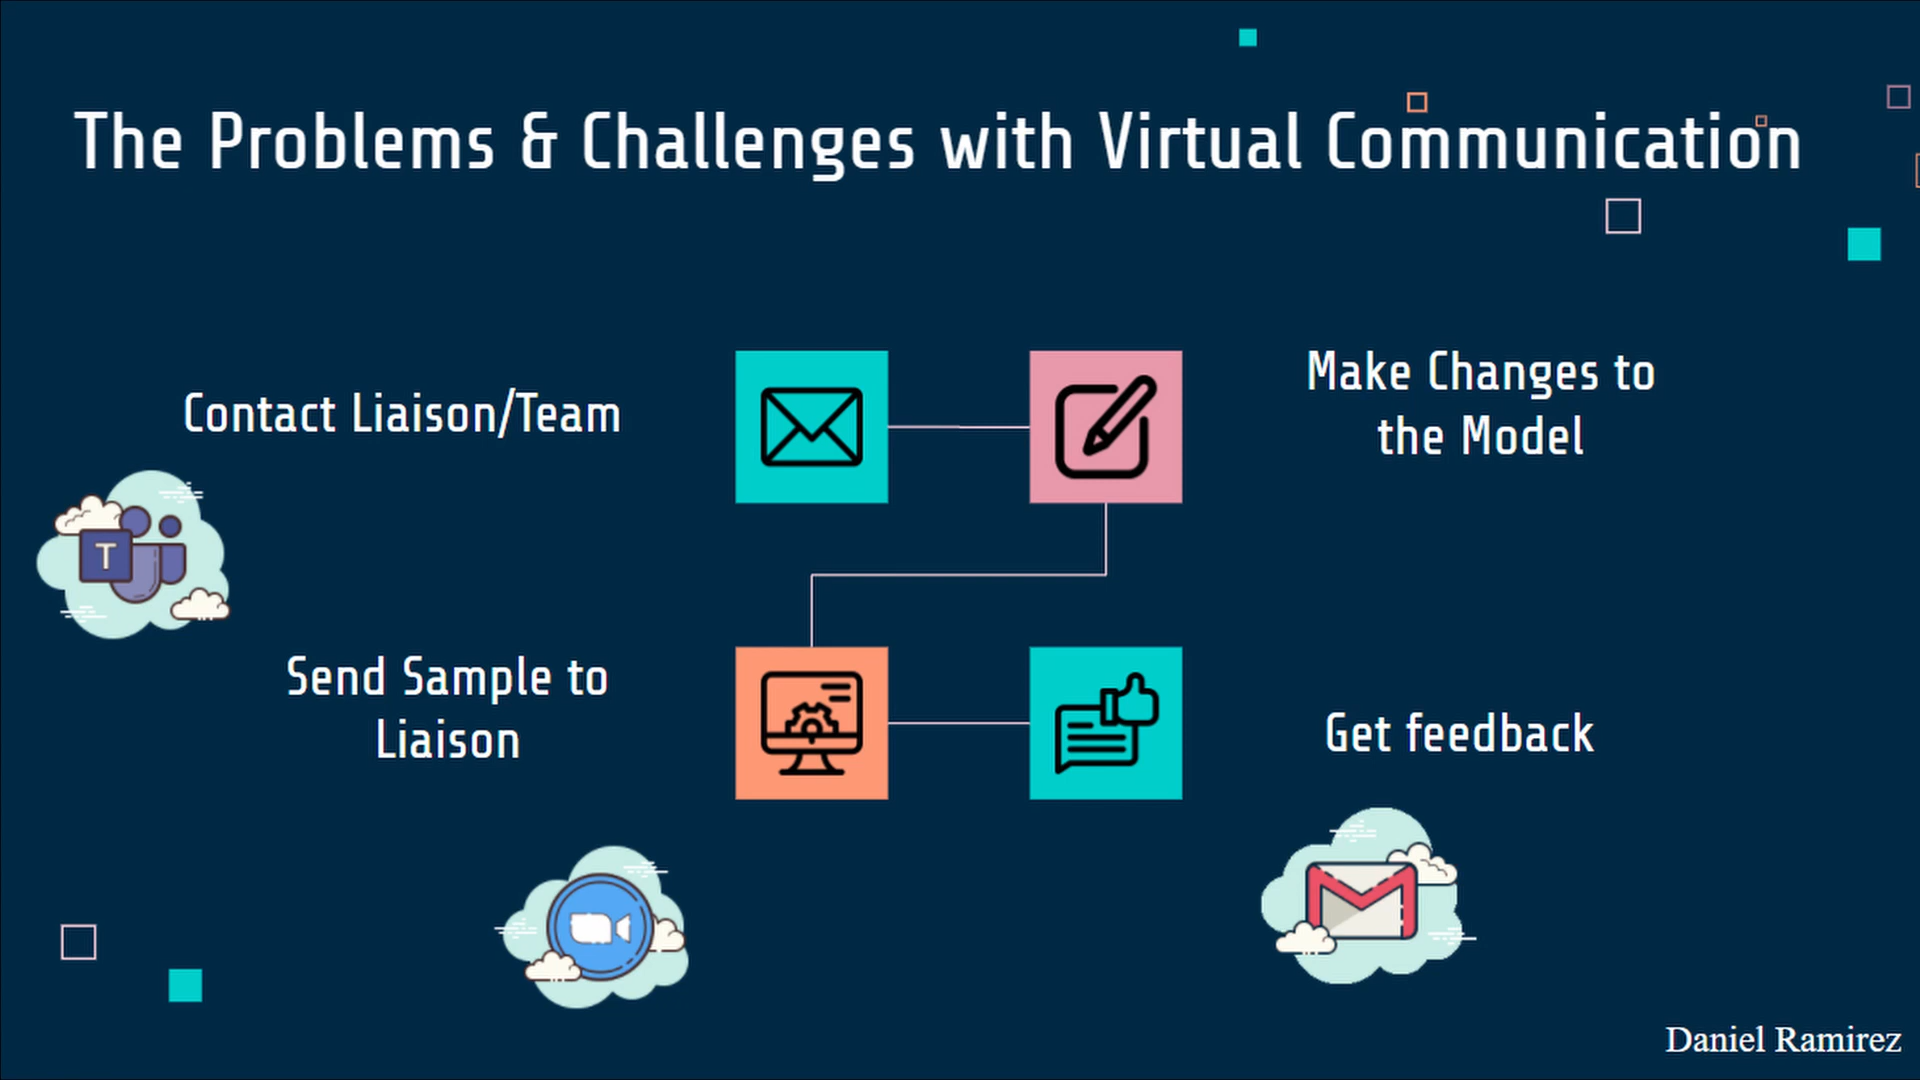 The Problems & Challenges with Virtual Communication
Contact Liaison/Team
Make Changes to
the Model
T
Send Sample to
Liaison
Get feedback
Daniel Ramirez